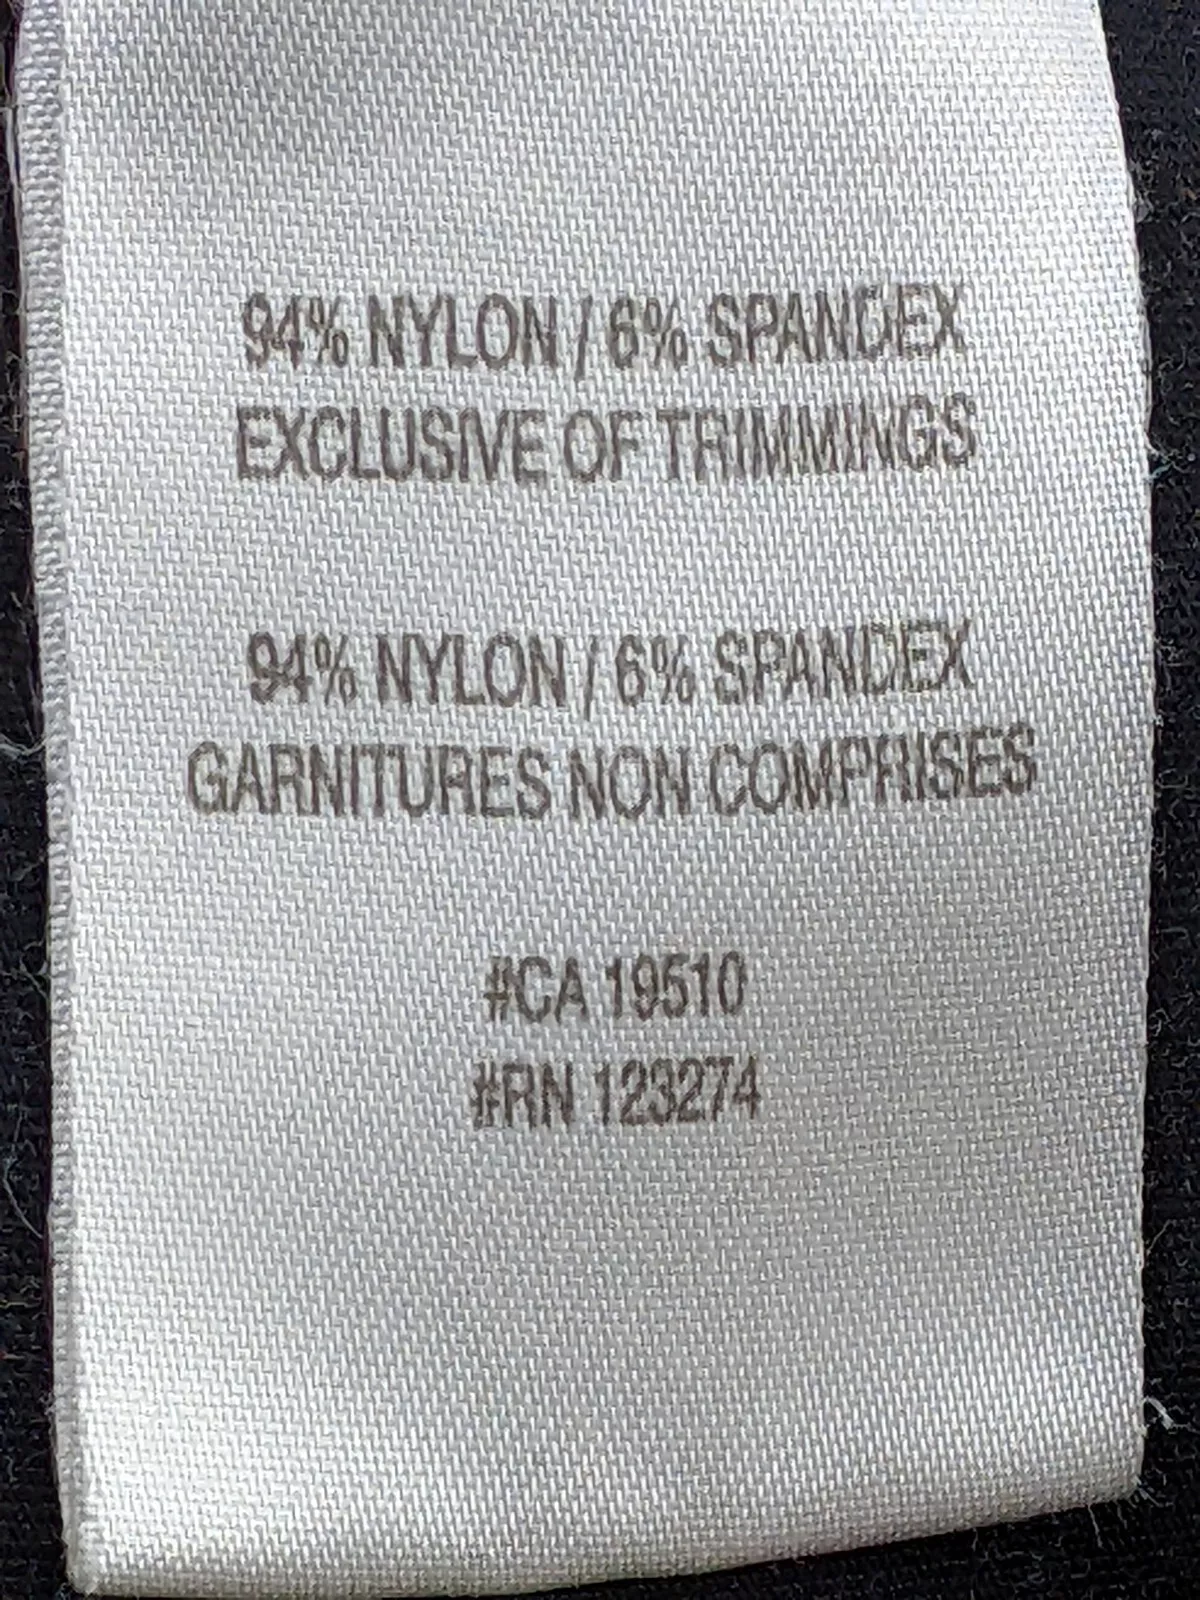 94% NYLON / 6% SPANDEX
EXCLUSIVE OF TRIMMINGS
94% NYLON / 6% SPANDEX
GARNITURES NON COMPRISES
#CA 19510
#RN 123274